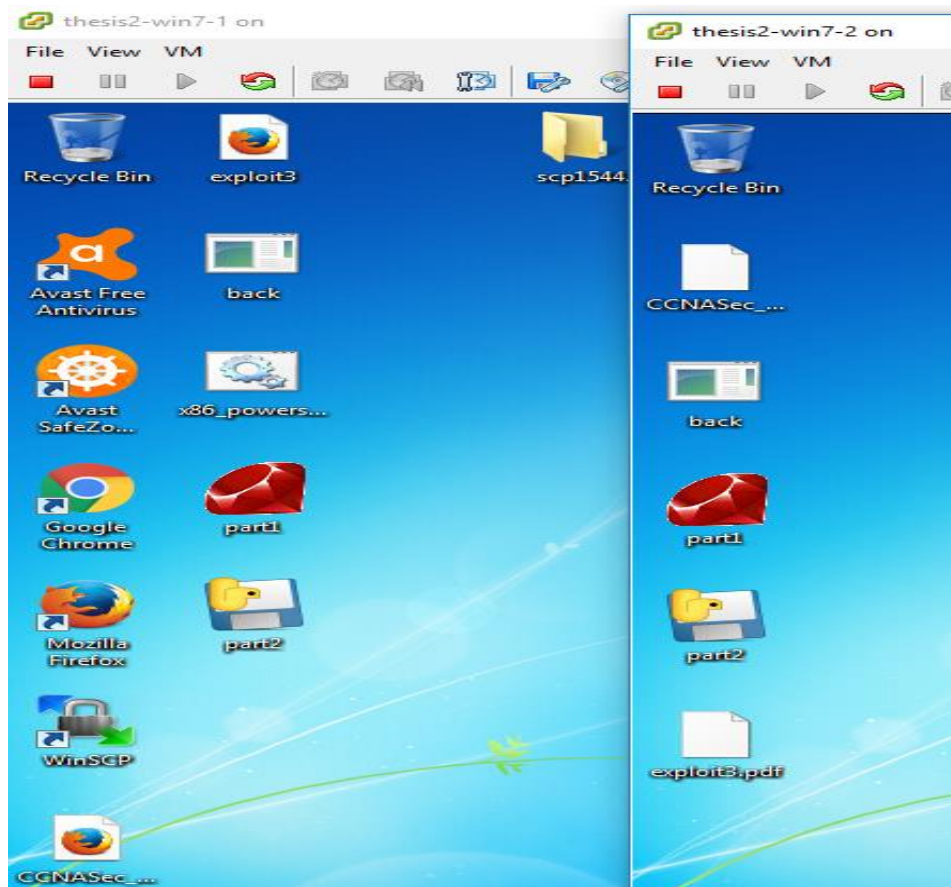 thesis2-win7-1 on
File View VM
Recycle Bin
exploit3
scp1544.
Avast Free
Antivirus
back
Avast
SafeZo...
x86_powers...
Google
Chrome
part1
Mozilla
Firefox
part2
WinSCP
CCNASec_...
thesis2-win7-2 on
File View VM
Recycle Bin
CCNASec_...
back
part1
part2
exploit3.pdf